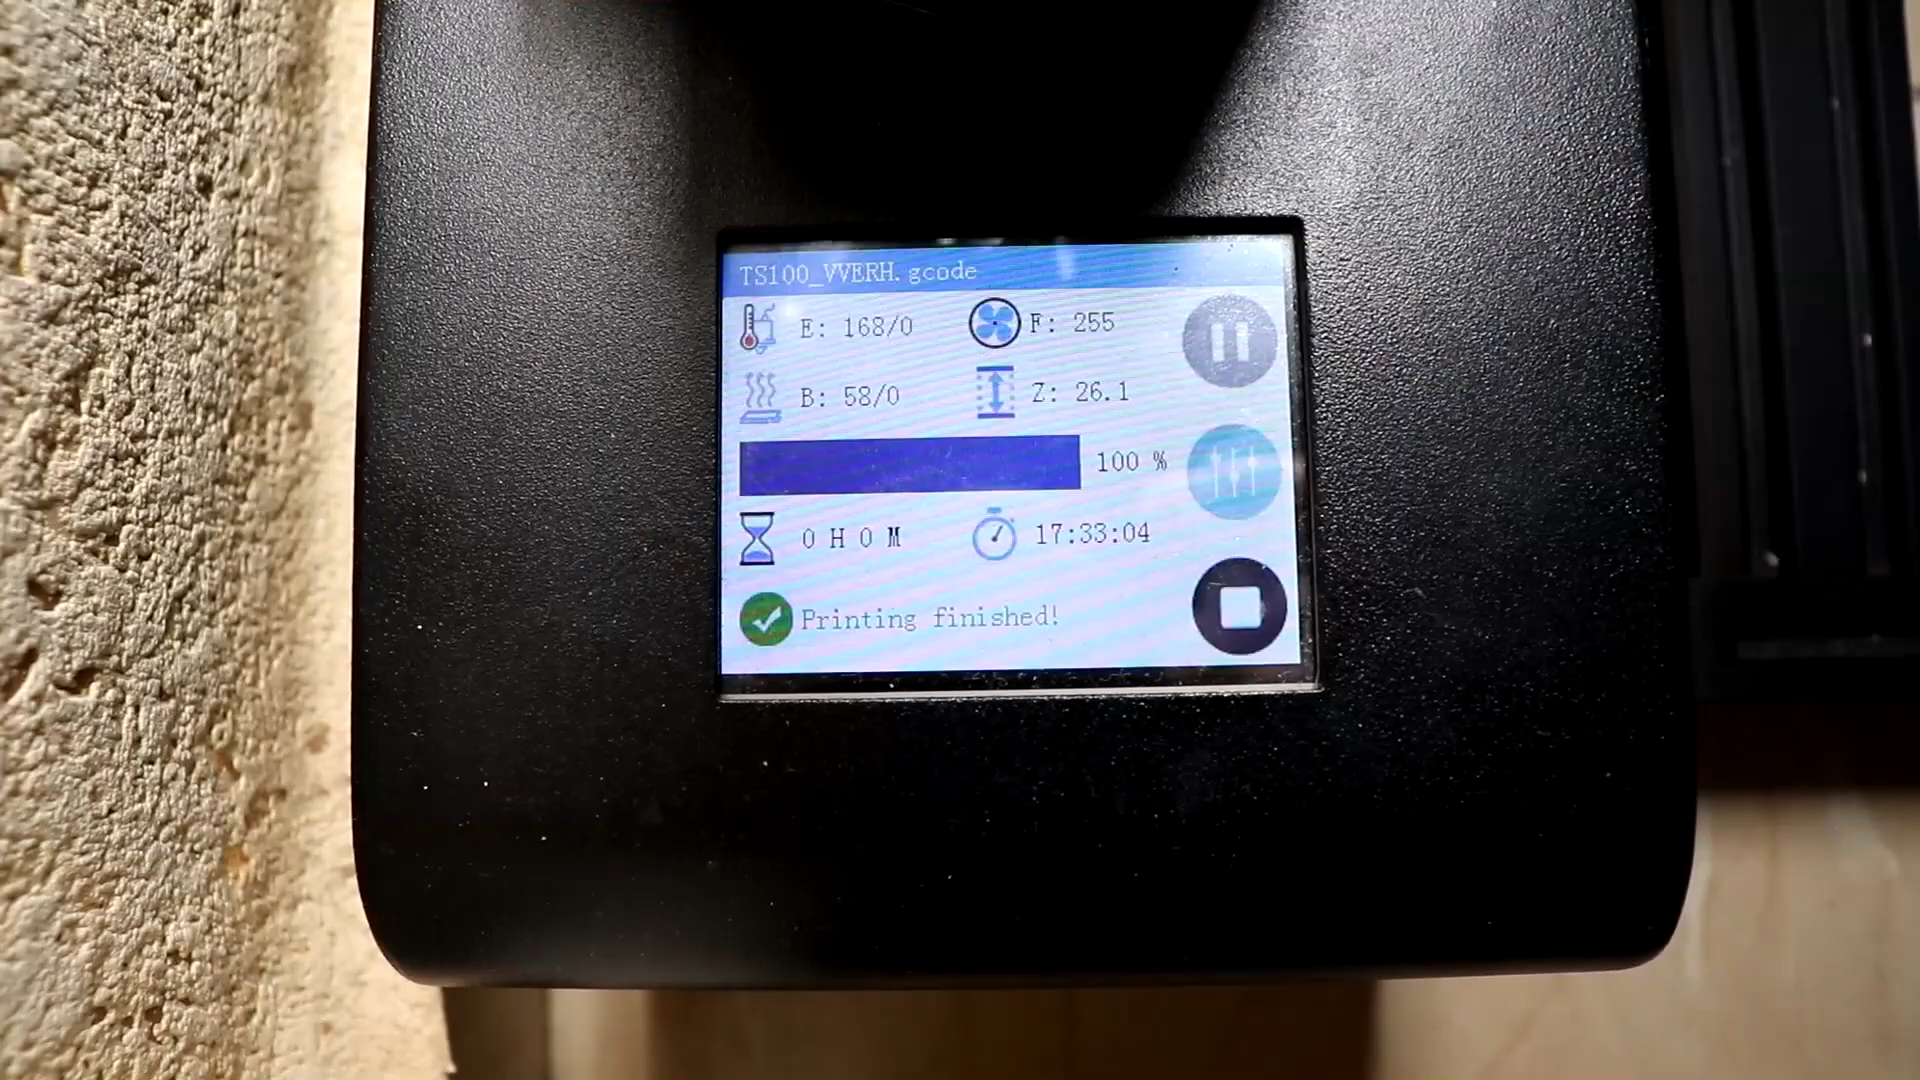 TS100_VVERH.gcode
E: 168/0 F: 255
B: 58/0 Z: 26.1
100 %
0 H 0 M 17:33:04
Printing finished!